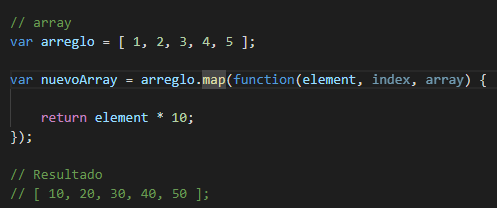 // array
var arreglo = [ 1, 2, 3, 4, 5 ];
var nuevoArray = arreglo.map(function(element, index, array) {
return element * 10;
});
// Resultado
// [ 10, 20, 30, 40, 50 ];